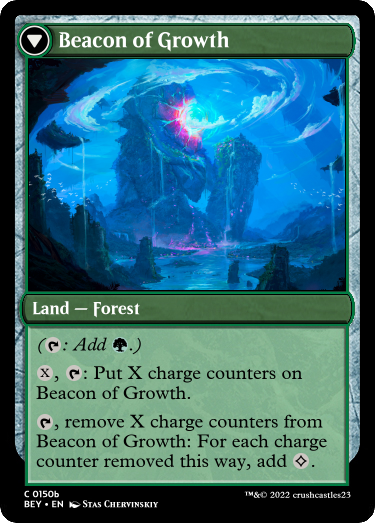 Beacon of Growth
Land — Forest
(: Add .)
X, : Put X charge counters on
Beacon of Growth.
, remove X charge counters from
Beacon of Growth: For each charge
counter removed this way, add .
C 0150b
BEY • EN Stas Chervinskiy
™&© 2022 crushcastles23